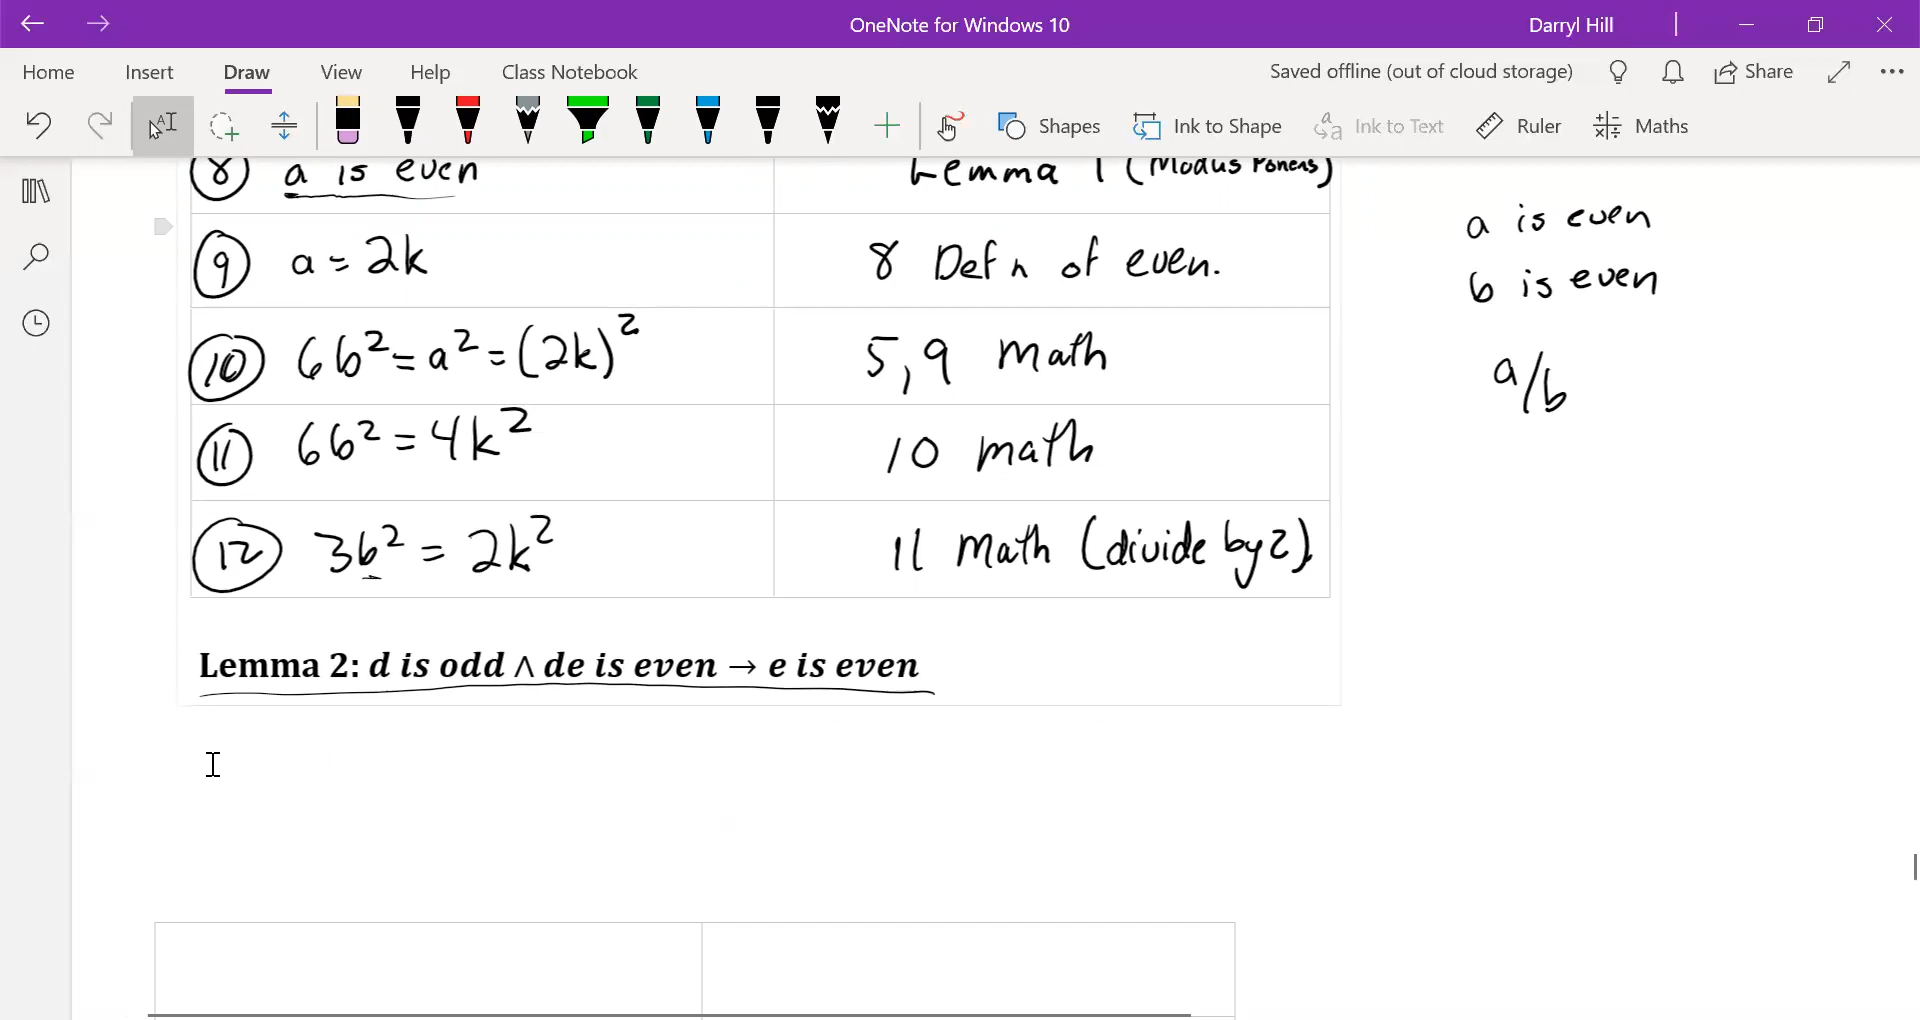 OneNote for Windows 10
Darryl Hill
Home Insert Draw View Help Class Notebook
Saved offline (out of cloud storage) Share
Shapes Ink to Shape Ink to Text Ruler Maths
8 a is even Lemma 1 (Modus Ponens)
9 a = 2k 8 Defn of even.
10 6b² = a² = (2k)² 5,9 Math
11 6b² = 4k² 10 math
12 3b² = 2k² 11 Math (divide by 2).
Lemma 2: d is odd ∧ de is even → e is even
a is even
b is even
a/b